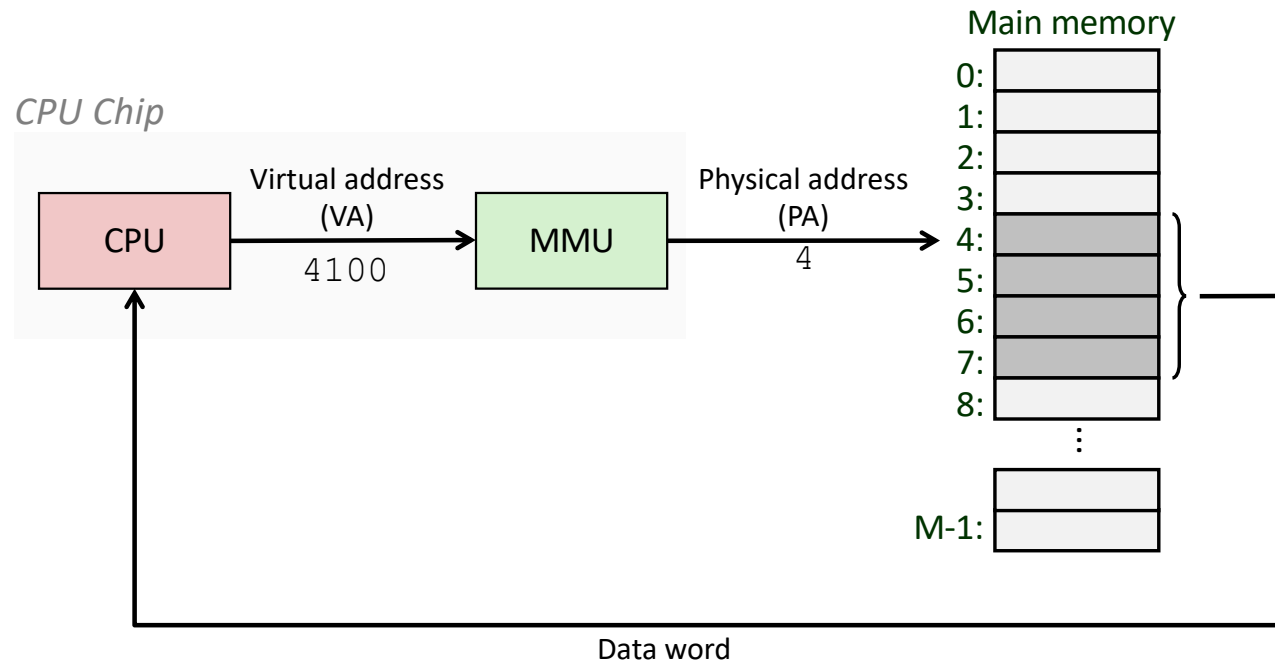 Main memory
0:
CPU Chip
1:
2:
Virtual address
(VA)
Physical address
(PA)
3:
CPU
MMU
4:
4100
4
5:
6:
7:
8:
...
M-1:
Data word